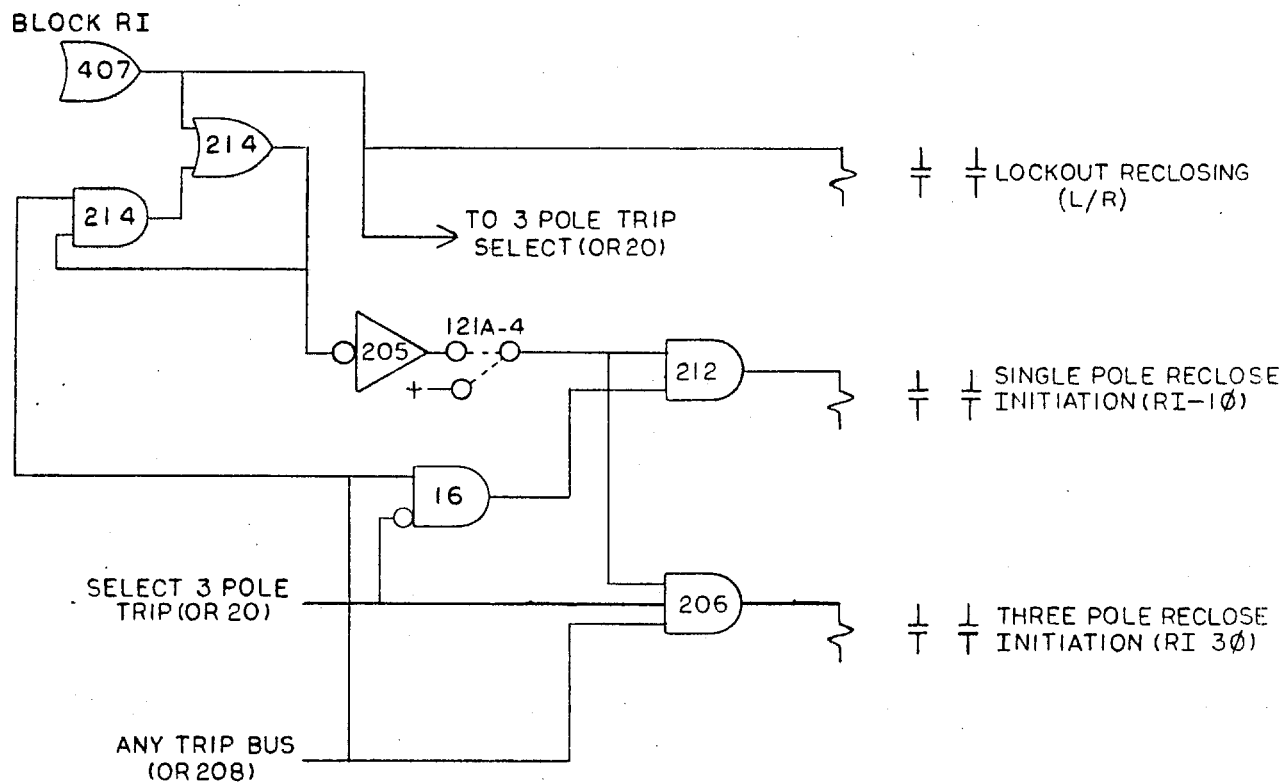 BLOCK RI
407
214
214
LOCKOUT RECLOSING
(L/R)
TO 3 POLE TRIP
SELECT (OR20)
121A-4
205
+
212
SINGLE POLE RECLOSE
INITIATION (RI-1Ø)
16
SELECT 3 POLE
TRIP (OR 20)
206
THREE POLE RECLOSE
INITIATION (RI 3Ø)
ANY TRIP BUS
(OR 208)